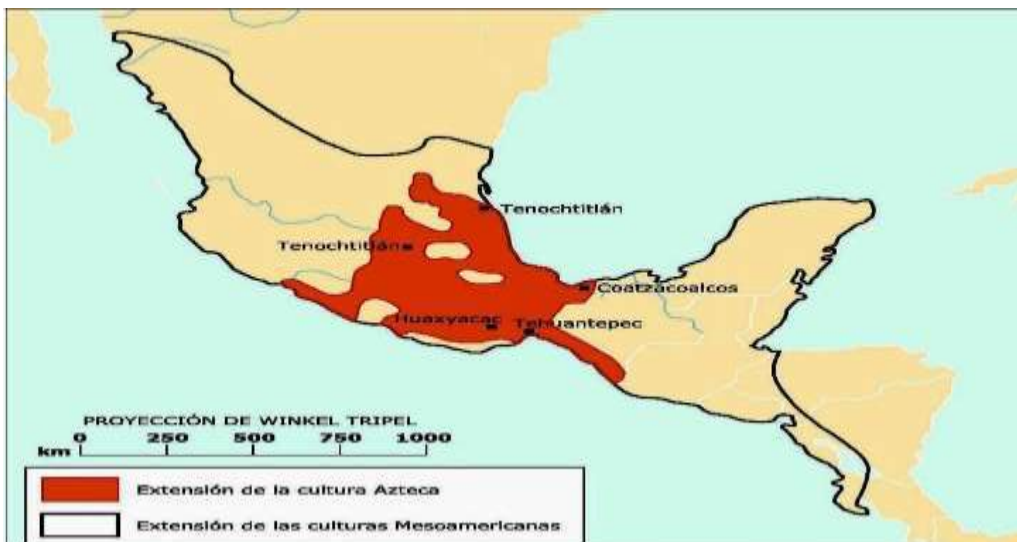 Tenochtitlán
Tenochtitlán
Coatzacoalcos
Huaxyacac
Tehuantepec
PROYECCIÓN DE WINKEL TRIPEL
0 250 500 750 1000
km
Extensión de la cultura Azteca
Extensión de las culturas Mesoamericanas